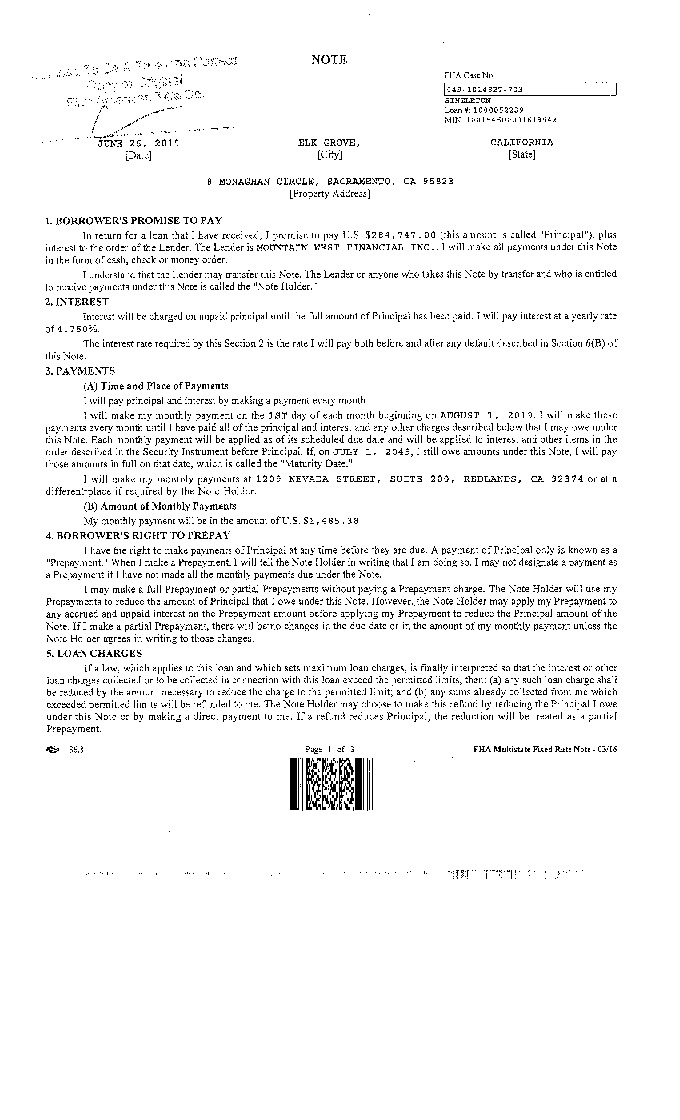 NOTE
FHA Case No.
SINGLETON
Loan #: 1000052209
MIN:
ELK GROVE,
CALIFORNIA
[Date]
[City]
[State]
8 MONAGHAN CIRCLE, SACRAMENTO, CA 95823
[Property Address]
1. BORROWER'S PROMISE TO PAY
In return for a loan that I have received, I promise to pay U.S. $284,747.00 (this amount is called "Principal"), plus
interest to the order of the Lender. The Lender is MOUNTAIN WEST FINANCIAL INC.. I will make all payments under this Note
in the form of cash, check or money order.
I understand that the Lender may transfer this Note. The Lender or anyone who takes this Note by transfer and who is entitled
to receive payments under this Note is called the "Note Holder."
2. INTEREST
Interest will be charged on unpaid principal until the full amount of Principal has been paid. I will pay interest at a yearly rate
of 4.750%.
The interest rate required by this Section 2 is the rate I will pay both before and after any default described in Section 6(B) of
this Note.
3. PAYMENTS
(A) Time and Place of Payments
I will pay principal and interest by making a payment every month.
I will make my monthly payment on the 1ST day of each month beginning on AUGUST 1, 2019. I will make these
payments every month until I have paid all of the principal and interest and any other charges described below that I may owe under
this Note. Each monthly payment will be applied as of its scheduled due date and will be applied to interest and other items in the
order described in the Security Instrument before Principal. If, on JULY 1, 2049, I still owe amounts under this Note, I will pay
those amounts in full on that date, which is called the "Maturity Date."
I will make my monthly payments at 1209 NEVADA STREET, SUITE 200, REDLANDS, CA 92374 or at a
different place if required by the Note Holder.
(B) Amount of Monthly Payments
My monthly payment will be in the amount of U.S. $1,485.38
4. BORROWER'S RIGHT TO PREPAY
I have the right to make payments of Principal at any time before they are due. A payment of Principal only is known as a
"Prepayment." When I make a Prepayment, I will tell the Note Holder in writing that I am doing so. I may not designate a payment as
a Prepayment if I have not made all the monthly payments due under the Note.
I may make a full Prepayment or partial Prepayments without paying a Prepayment charge. The Note Holder will use my
Prepayments to reduce the amount of Principal that I owe under this Note. However, the Note Holder may apply my Prepayment to
any accrued and unpaid interest on the Prepayment amount before applying my Prepayment to reduce the Principal amount of the
Note. If I make a partial Prepayment, there will be no changes in the due date or in the amount of my monthly payment unless the
Note Holder agrees in writing to those changes.
5. LOAN CHARGES
If a law, which applies to this loan and which sets maximum loan charges, is finally interpreted so that the interest or other
loan charges collected or to be collected in connection with this loan exceed the permitted limits, then: (a) any such loan charge shall
be reduced by the amount necessary to reduce the charge to the permitted limit; and (b) any sums already collected from me which
exceeded permitted limits will be refunded to me. The Note Holder may choose to make this refund by reducing the Principal I owe
under this Note or by making a direct payment to me. If a refund reduces Principal, the reduction will be treated as a partial
Prepayment.
Page 1 of 3
FHA Multistate Fixed Rate Note - 03/16